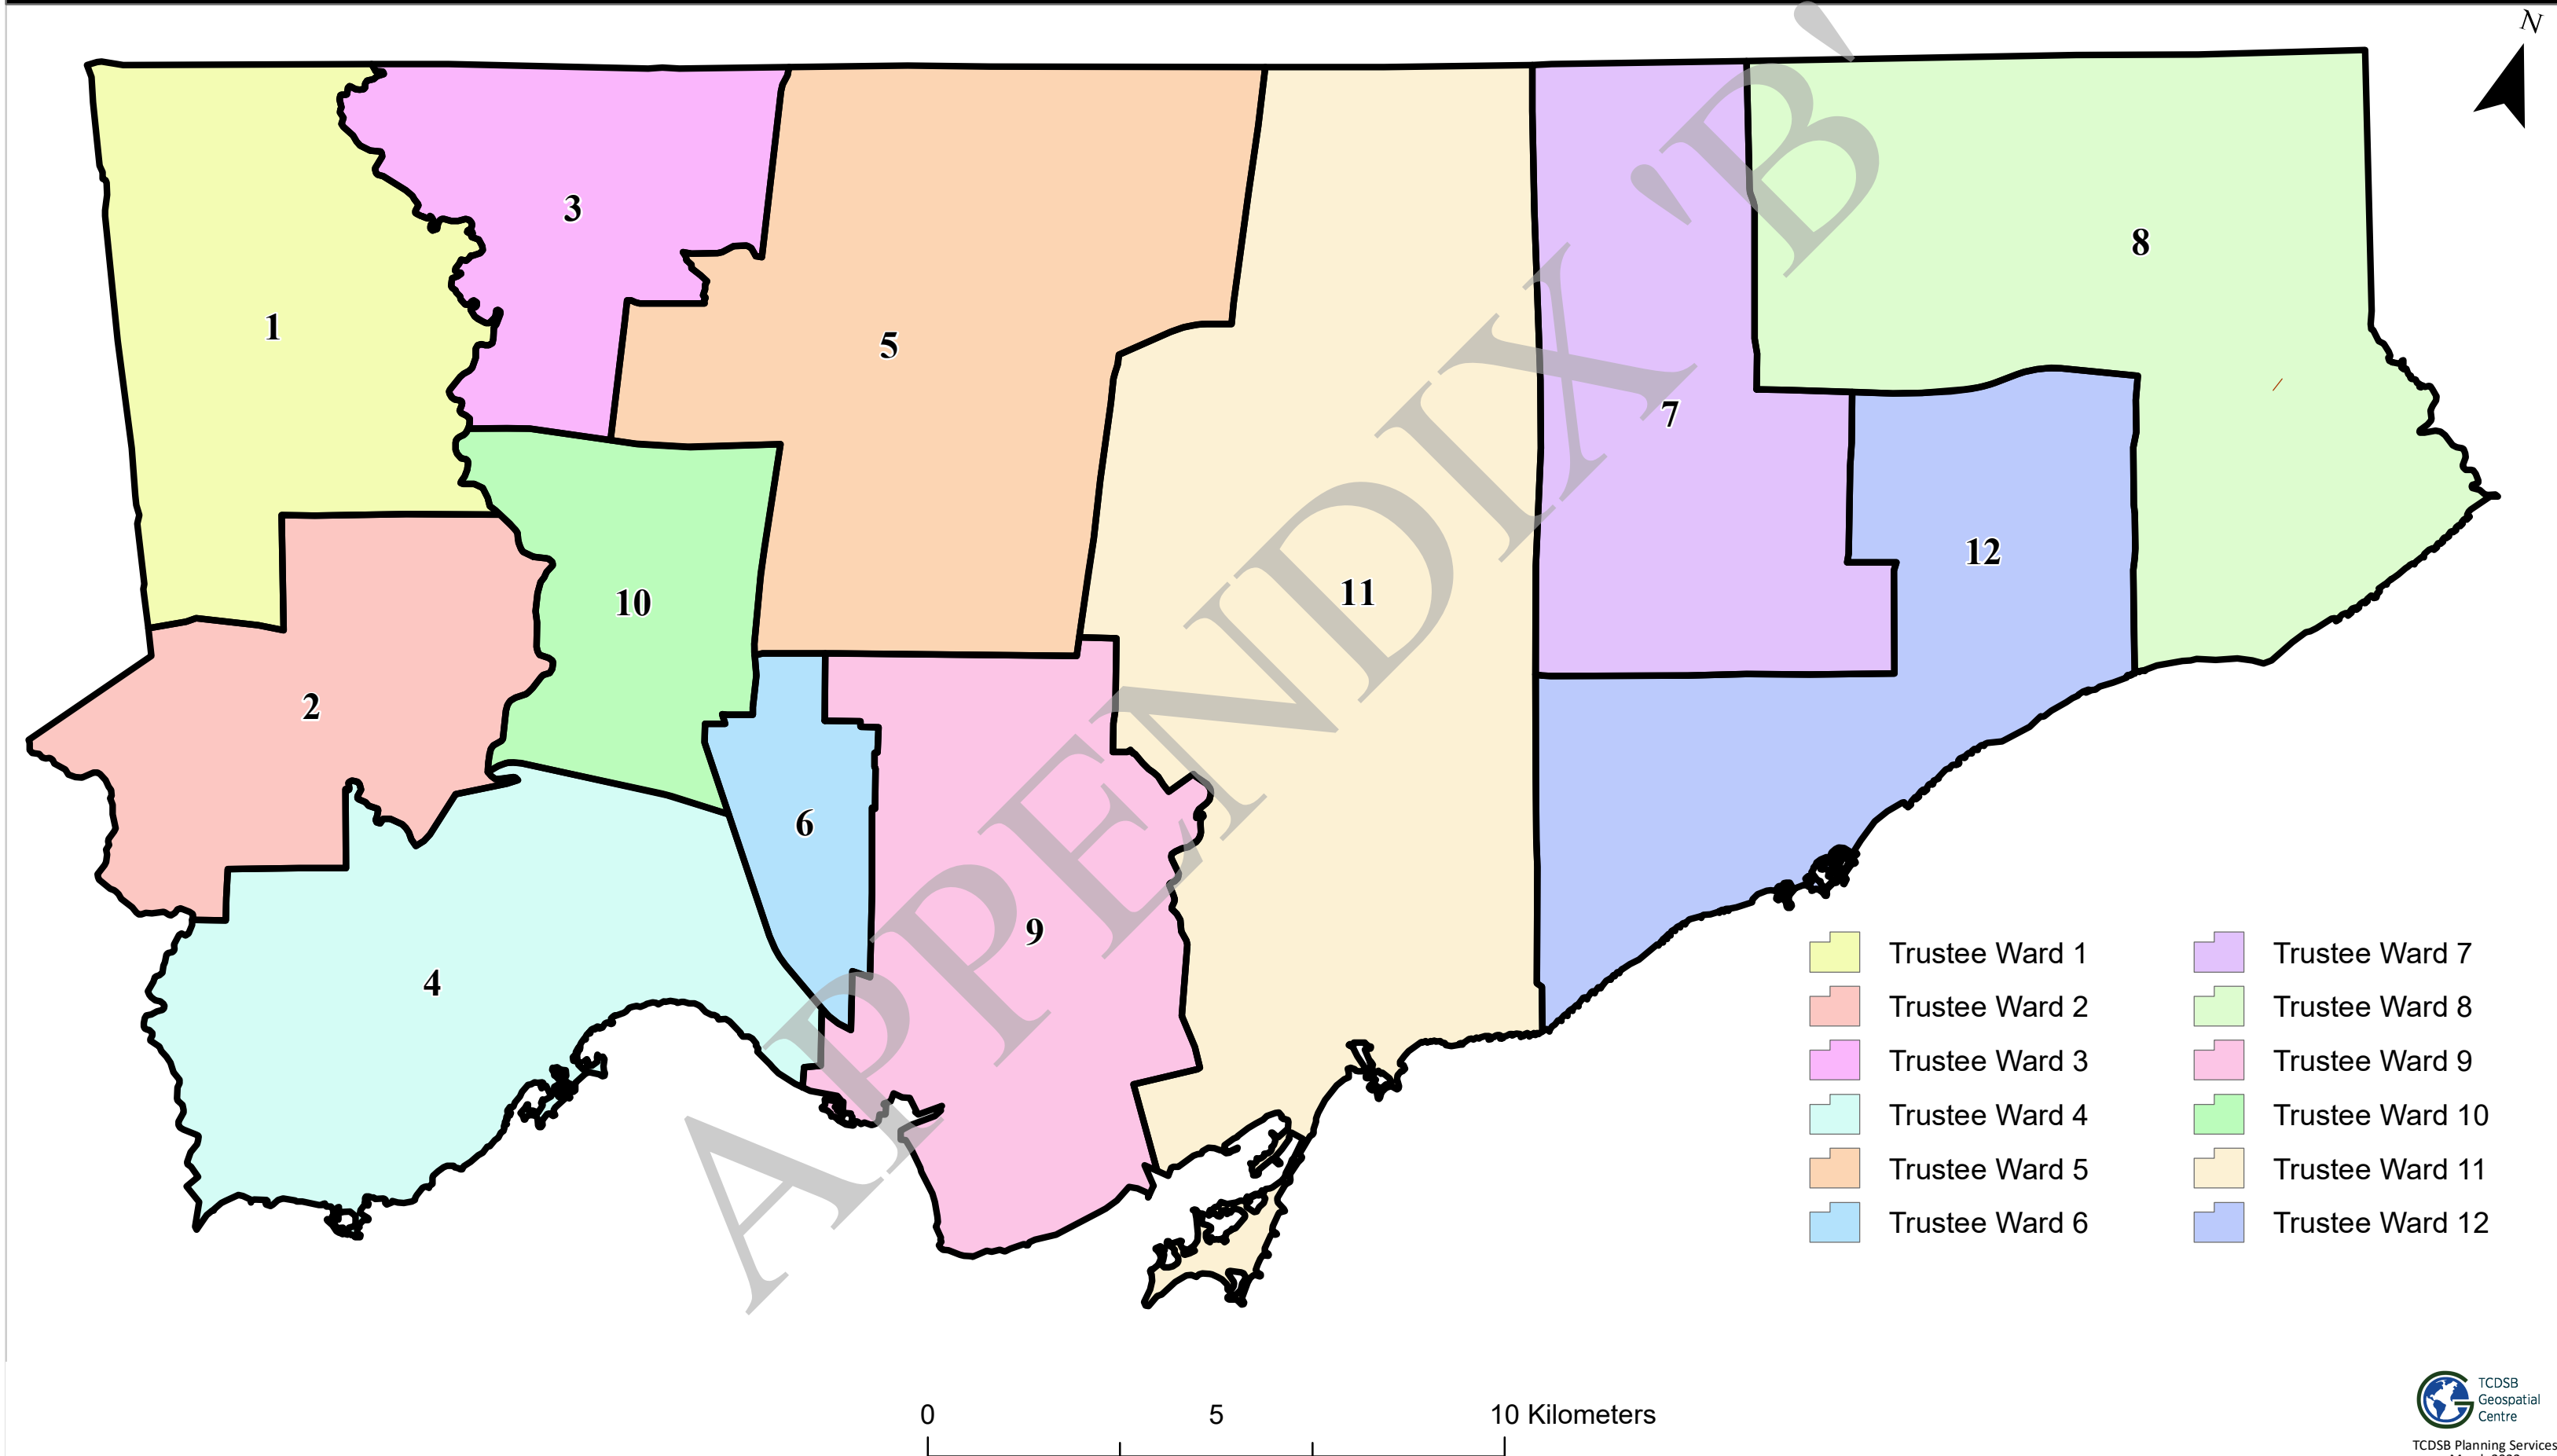 N
1
2
3
4
5
6
7
8
9
10
11
12
APPENDIX 'B'
Trustee Ward 1
Trustee Ward 2
Trustee Ward 3
Trustee Ward 4
Trustee Ward 5
Trustee Ward 6
Trustee Ward 7
Trustee Ward 8
Trustee Ward 9
Trustee Ward 10
Trustee Ward 11
Trustee Ward 12
0 5 10 Kilometers
TCDSB
Geospatial
Centre
TCDSB Planning Services